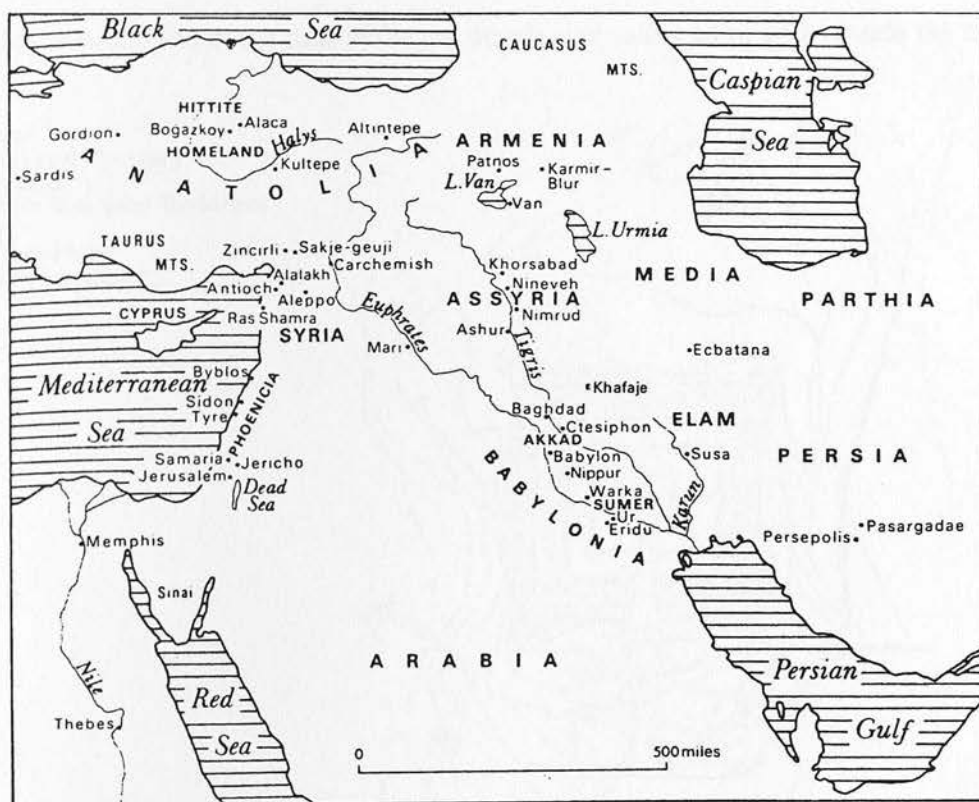 Black Sea
CAUCASUS
MTS.
Caspian
Sea
HITTITE
Gordion
Bogazkoy
Alaca
HOMELAND
Halys
Altintepe
ARMENIA
Kultepe
Patnos
Karmir-
Blur
Sardis
ANATOLIA
L.Van
Van
L.Urmia
TAURUS
MTS.
Zincirli
Sakje-geuji
Carchemish
Alalakh
Antioch
Aleppo
Khorsabad
Nineveh
MEDIA
ASSYRIA
Nimrud
PARTHIA
CYPRUS
Ras Shamra
SYRIA
Euphrates
Ashur
Tigris
Mari
Ecbatana
Mediterranean
Sea
Byblos
Khafaje
Sidon
Tyre
PHOENICIA
Baghdad
Ctesiphon
ELAM
AKKAD
Babylon
Susa
PERSIA
Samaria
Jericho
Jerusalem
Dead
Sea
Nippur
BABYLONIA
Warka
SUMER
Ur
Eridu
Karun
Memphis
Persepolis
Pasargadae
Sinai
ARABIA
Nile
Red
Sea
Persian
Gulf
Thebes
0 500 miles